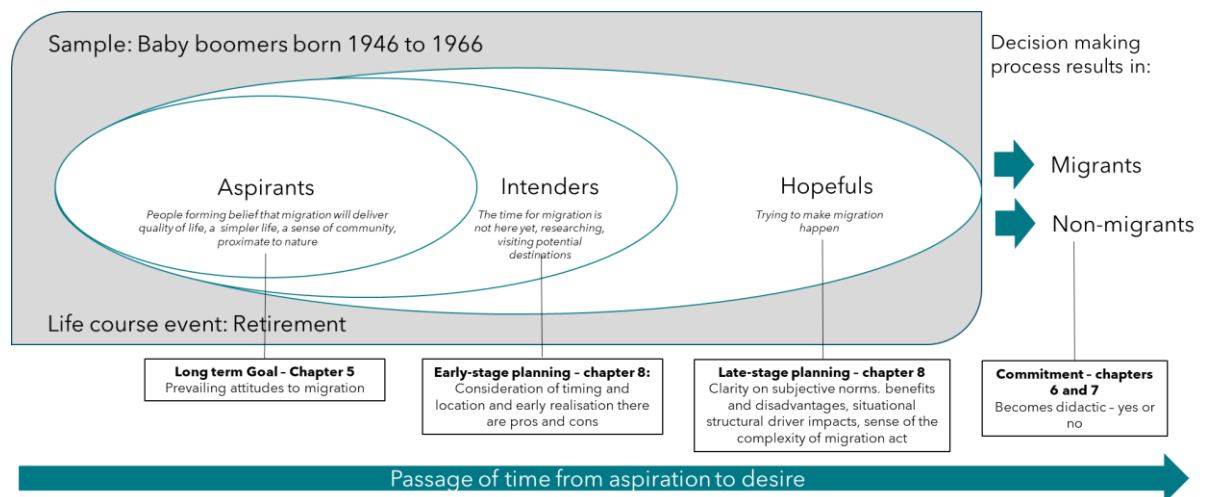 Sample: Baby boomers born 1946 to 1966
Decision making
process results in:
Aspirants
People forming belief that migration will deliver
quality of life, a simpler life, a sense of community,
proximate to nature
Intenders
The time for migration is
not here yet, researching,
visiting potential
destinations
Hopefuls
Trying to make migration
happen
Migrants
Non-migrants
Life course event: Retirement
Long term Goal – Chapter 5
Prevailing attitudes to migration
Early-stage planning – chapter 8:
Consideration of timing and
location and early realisation there
are pros and cons
Late-stage planning – chapter 8
Clarity on subjective norms. benefits
and disadvantages, situational
structural driver impacts, sense of the
complexity of migration act
Commitment – chapters
6 and 7
Becomes didactic – yes or
no
Passage of time from aspiration to desire